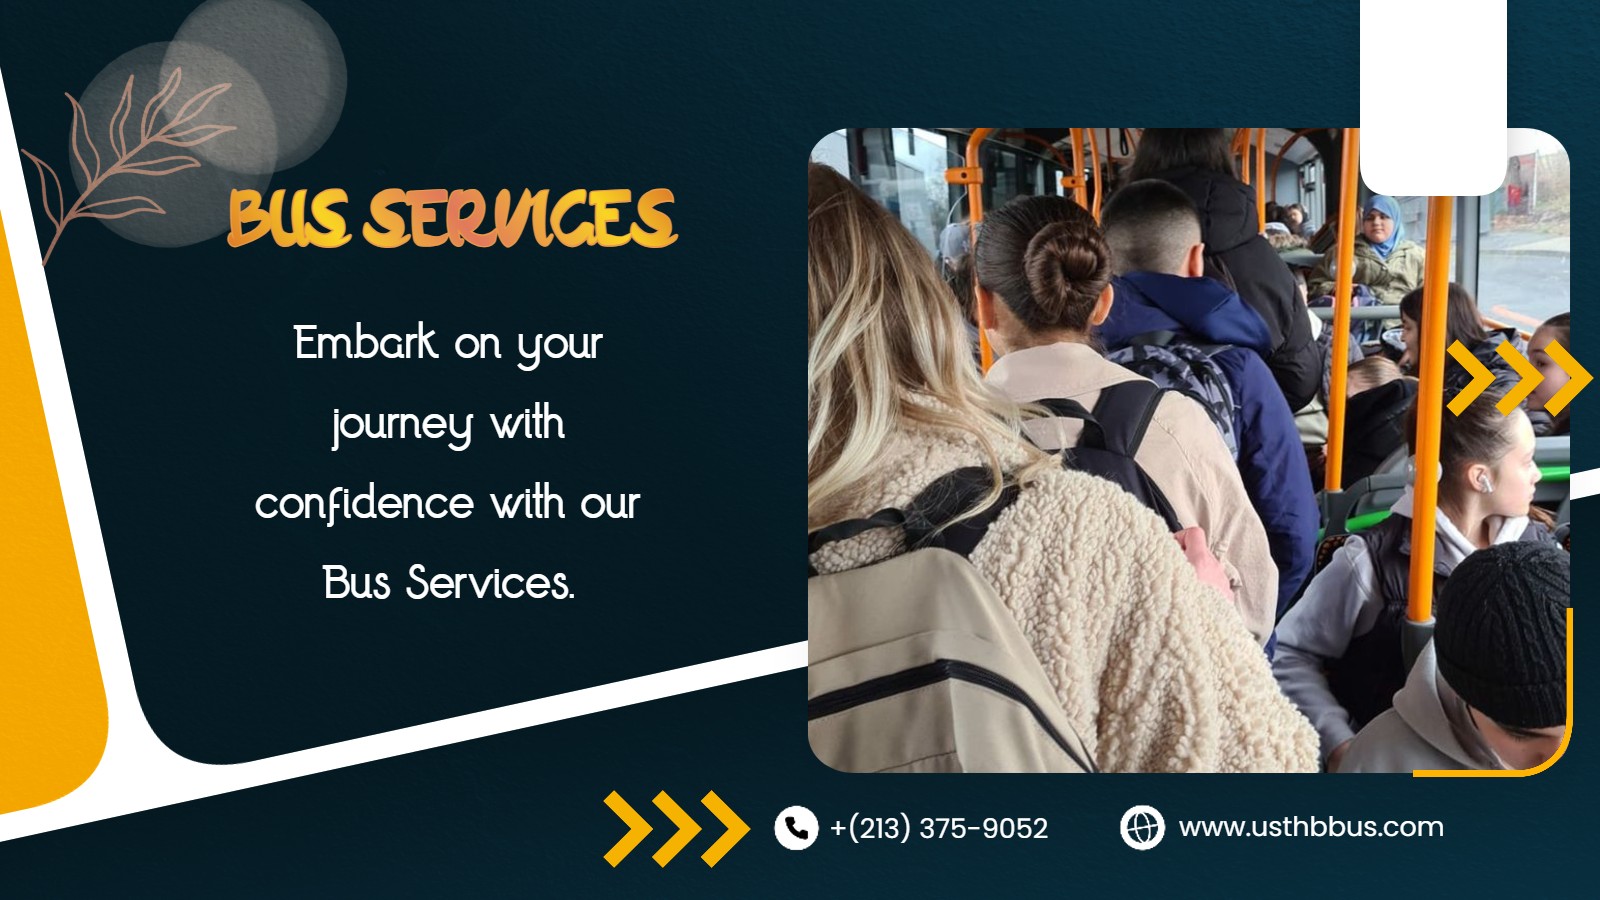 BUS SERVICES
Embark on your
journey with
confidence with our
Bus Services.
+(213) 375-9052
www.usthbbus.com